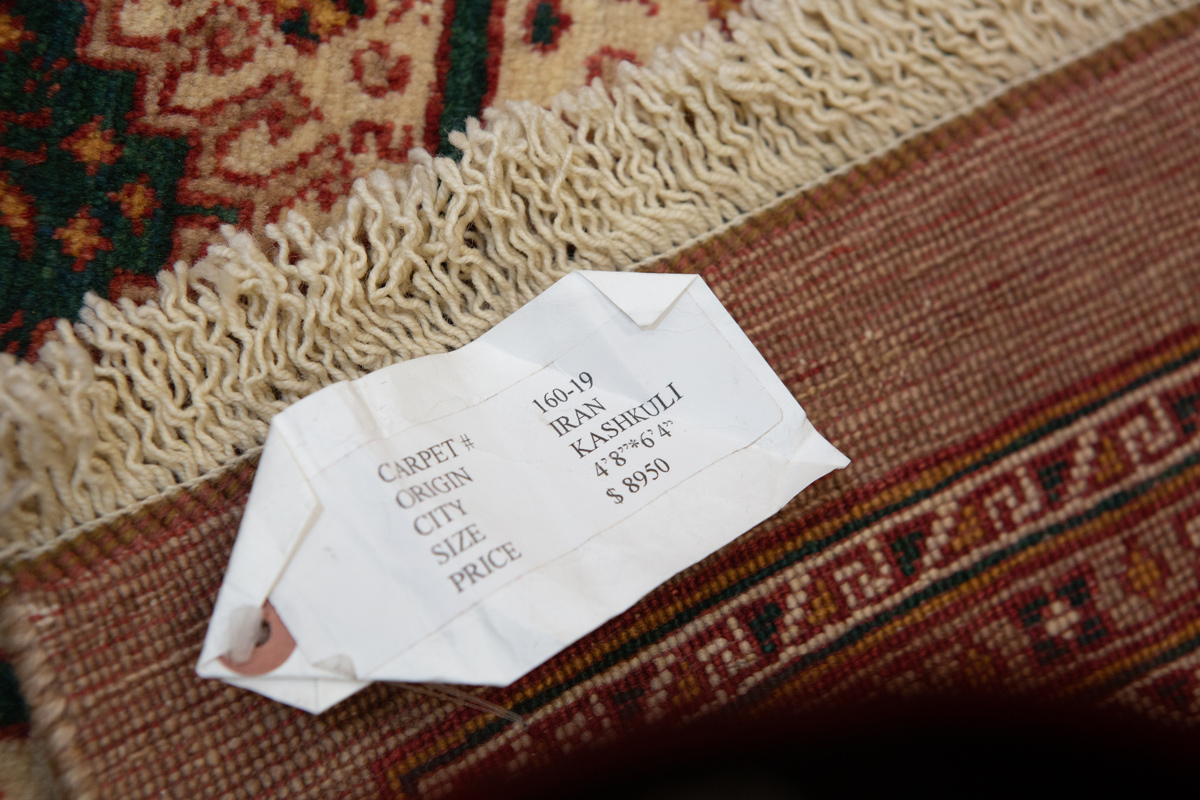 CARPET # 160-19
ORIGIN IRAN
CITY KASHKULI
SIZE 4'8"*6'4"
PRICE $ 8950